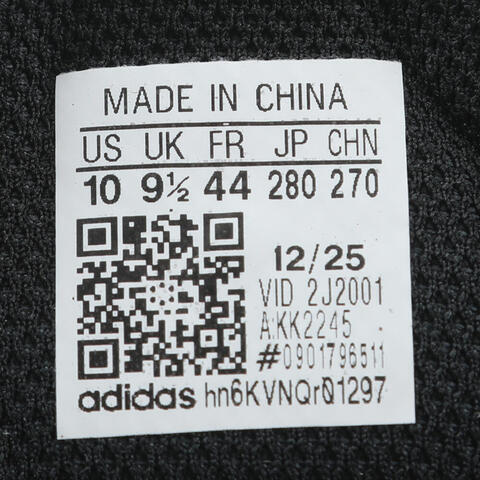 MADE IN CHINA
US UK FR JP CHN
10 9½ 44 280 270
12/25
VID 2J2001
A:KK2245
#0901796511
adidas hn6KVNQr01297